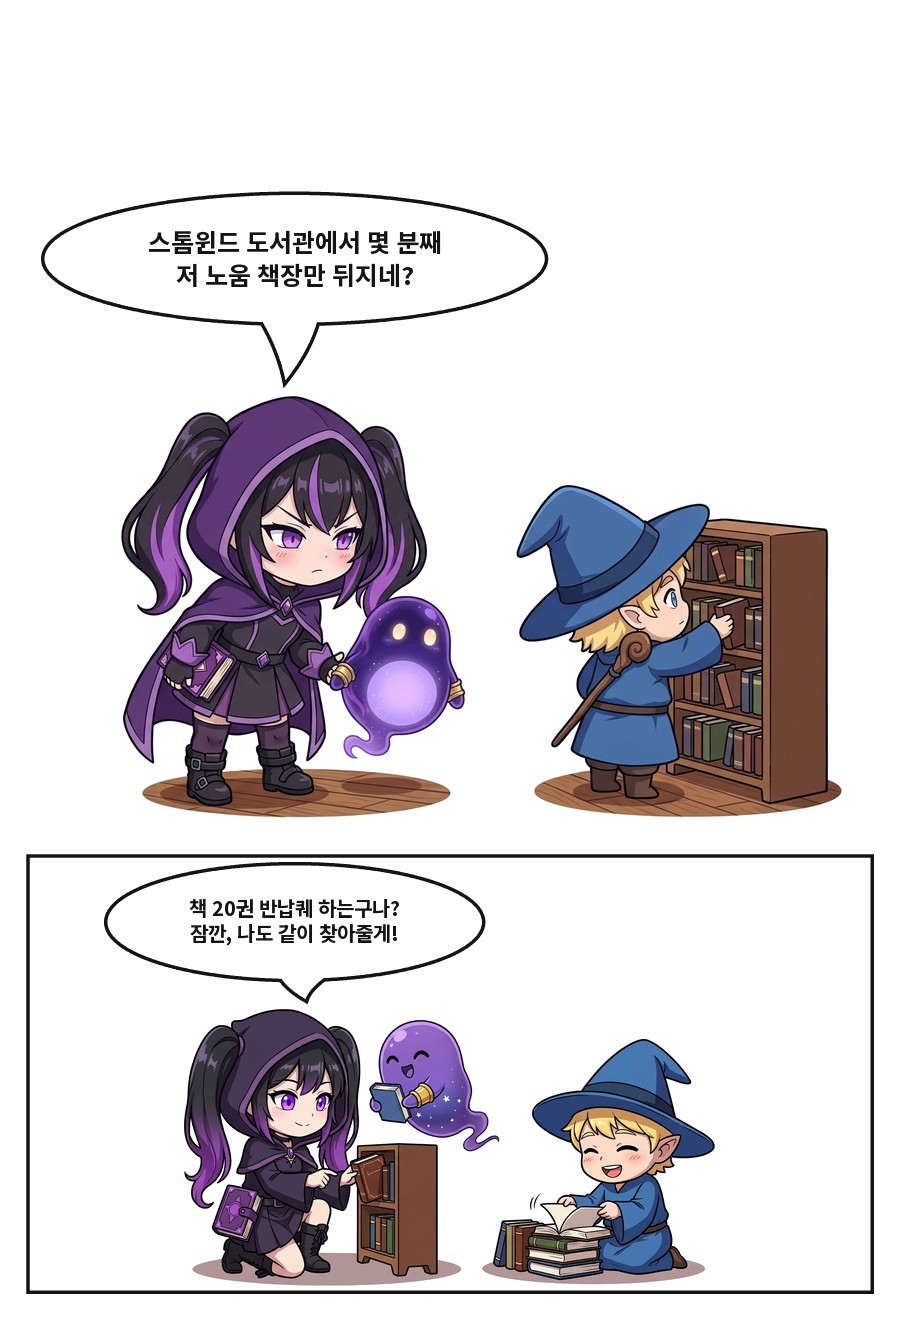 스톰윈드 도서관에서 몇 분째
저 노움 책장만 뒤지네?
책 20권 반납퀘 하는구나?
잠깐, 나도 같이 찾아줄게!